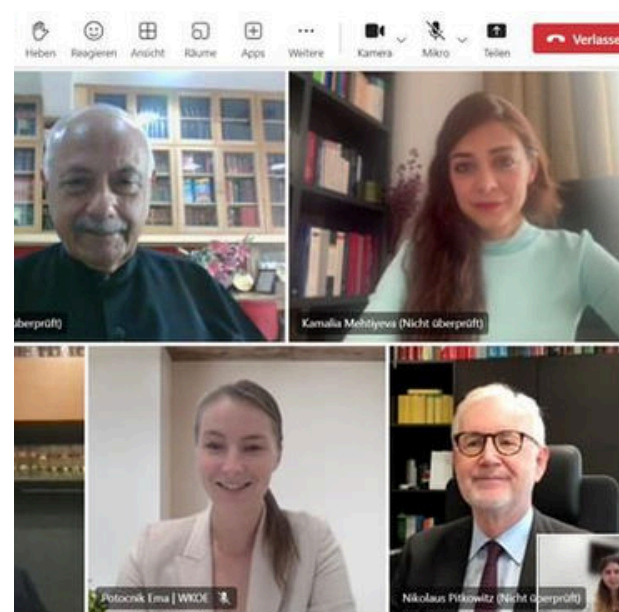 Heben Reagieren Ansicht Räume Apps Weitere Kamera Mikro Teilen Verlasse
überprüft)
Kamalia Mehtiyeva (Nicht überprüft)
Potocnik Ema | WKOE
Nikolaus Pitkowitz (Nicht überprüft)